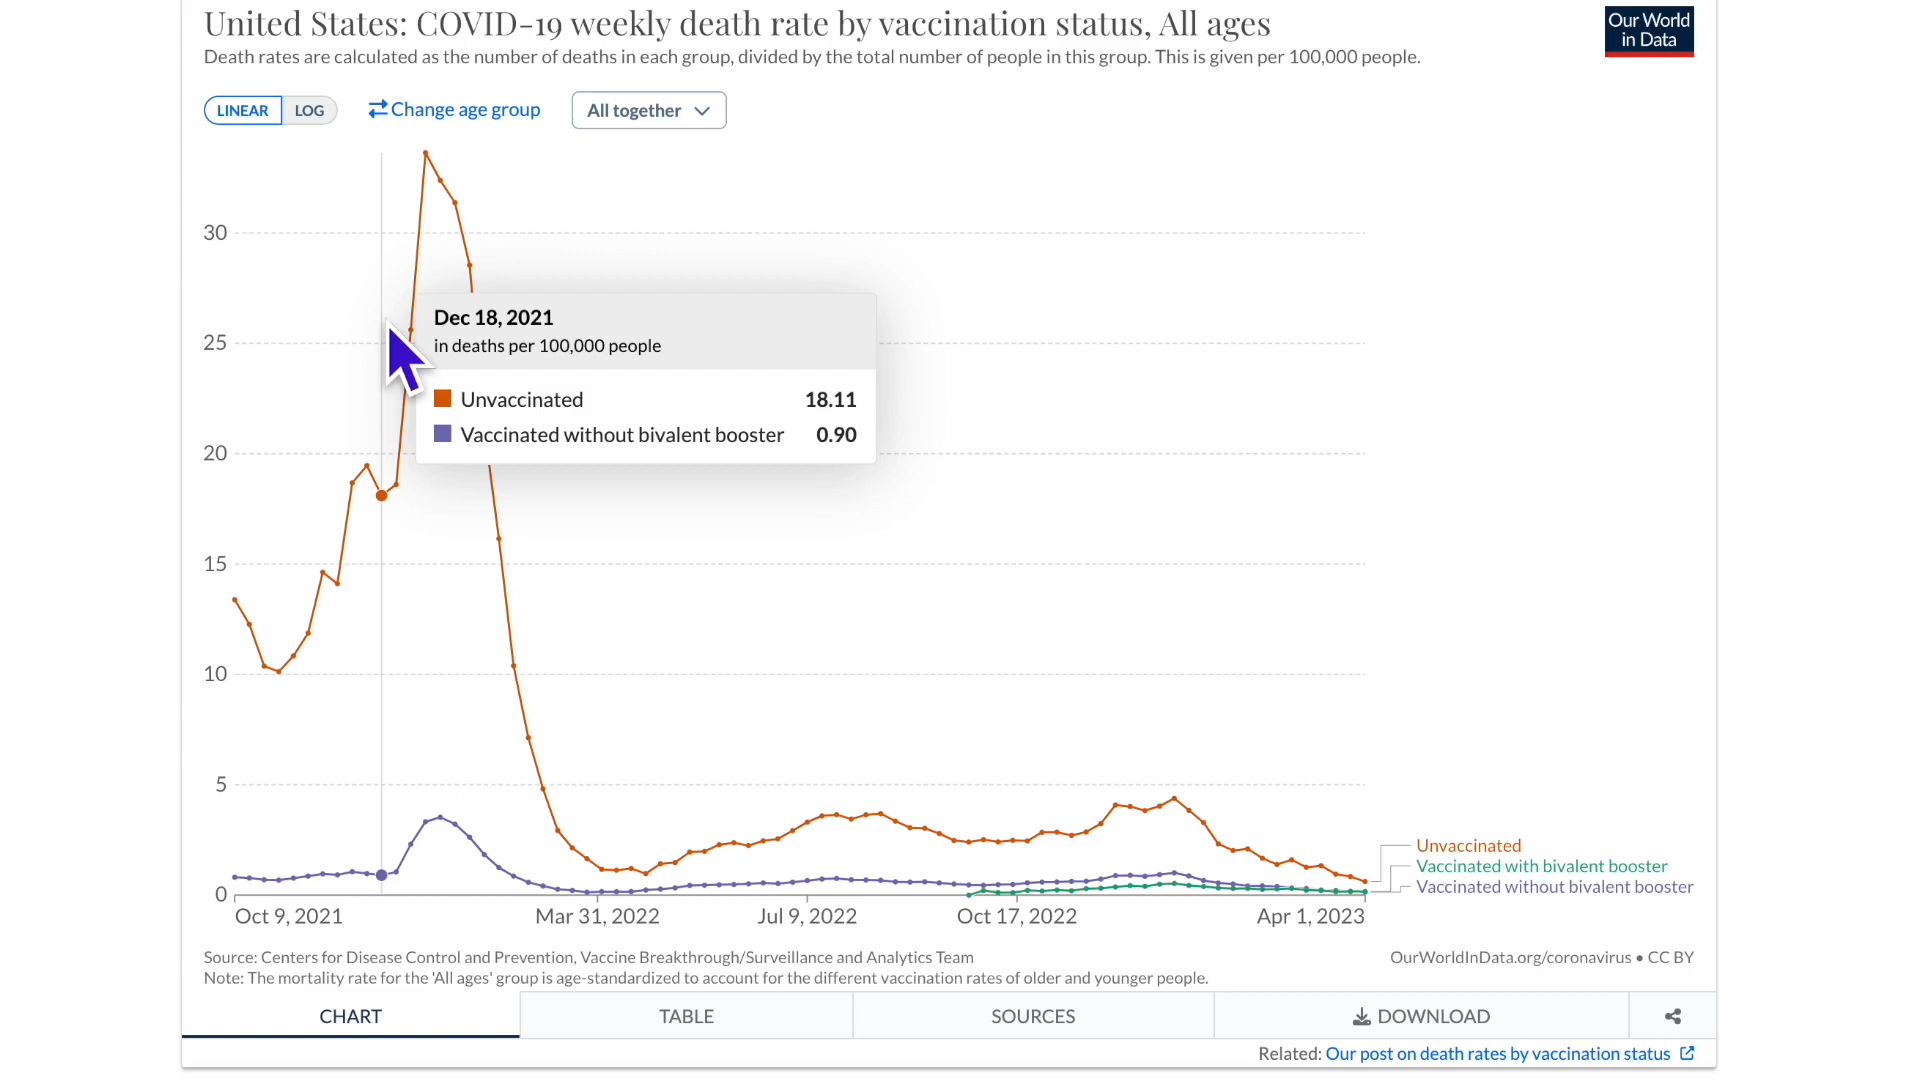 United States: COVID-19 weekly death rate by vaccination status, All ages
Our World
in Data
Death rates are calculated as the number of deaths in each group, divided by the total number of people in this group. This is given per 100,000 people.
LINEAR LOG Change age group All together
30
25
20
15
10
5
0
Dec 18, 2021
in deaths per 100,000 people
Unvaccinated 18.11
Vaccinated without bivalent booster 0.90
Unvaccinated
Vaccinated with bivalent booster
Vaccinated without bivalent booster
Oct 9, 2021 Mar 31, 2022 Jul 9, 2022 Oct 17, 2022 Apr 1, 2023
Source: Centers for Disease Control and Prevention, Vaccine Breakthrough/Surveillance and Analytics Team OurWorldInData.org/coronavirus • CC BY
Note: The mortality rate for the 'All ages' group is age-standardized to account for the different vaccination rates of older and younger people.
CHART TABLE SOURCES DOWNLOAD
Related: Our post on death rates by vaccination status